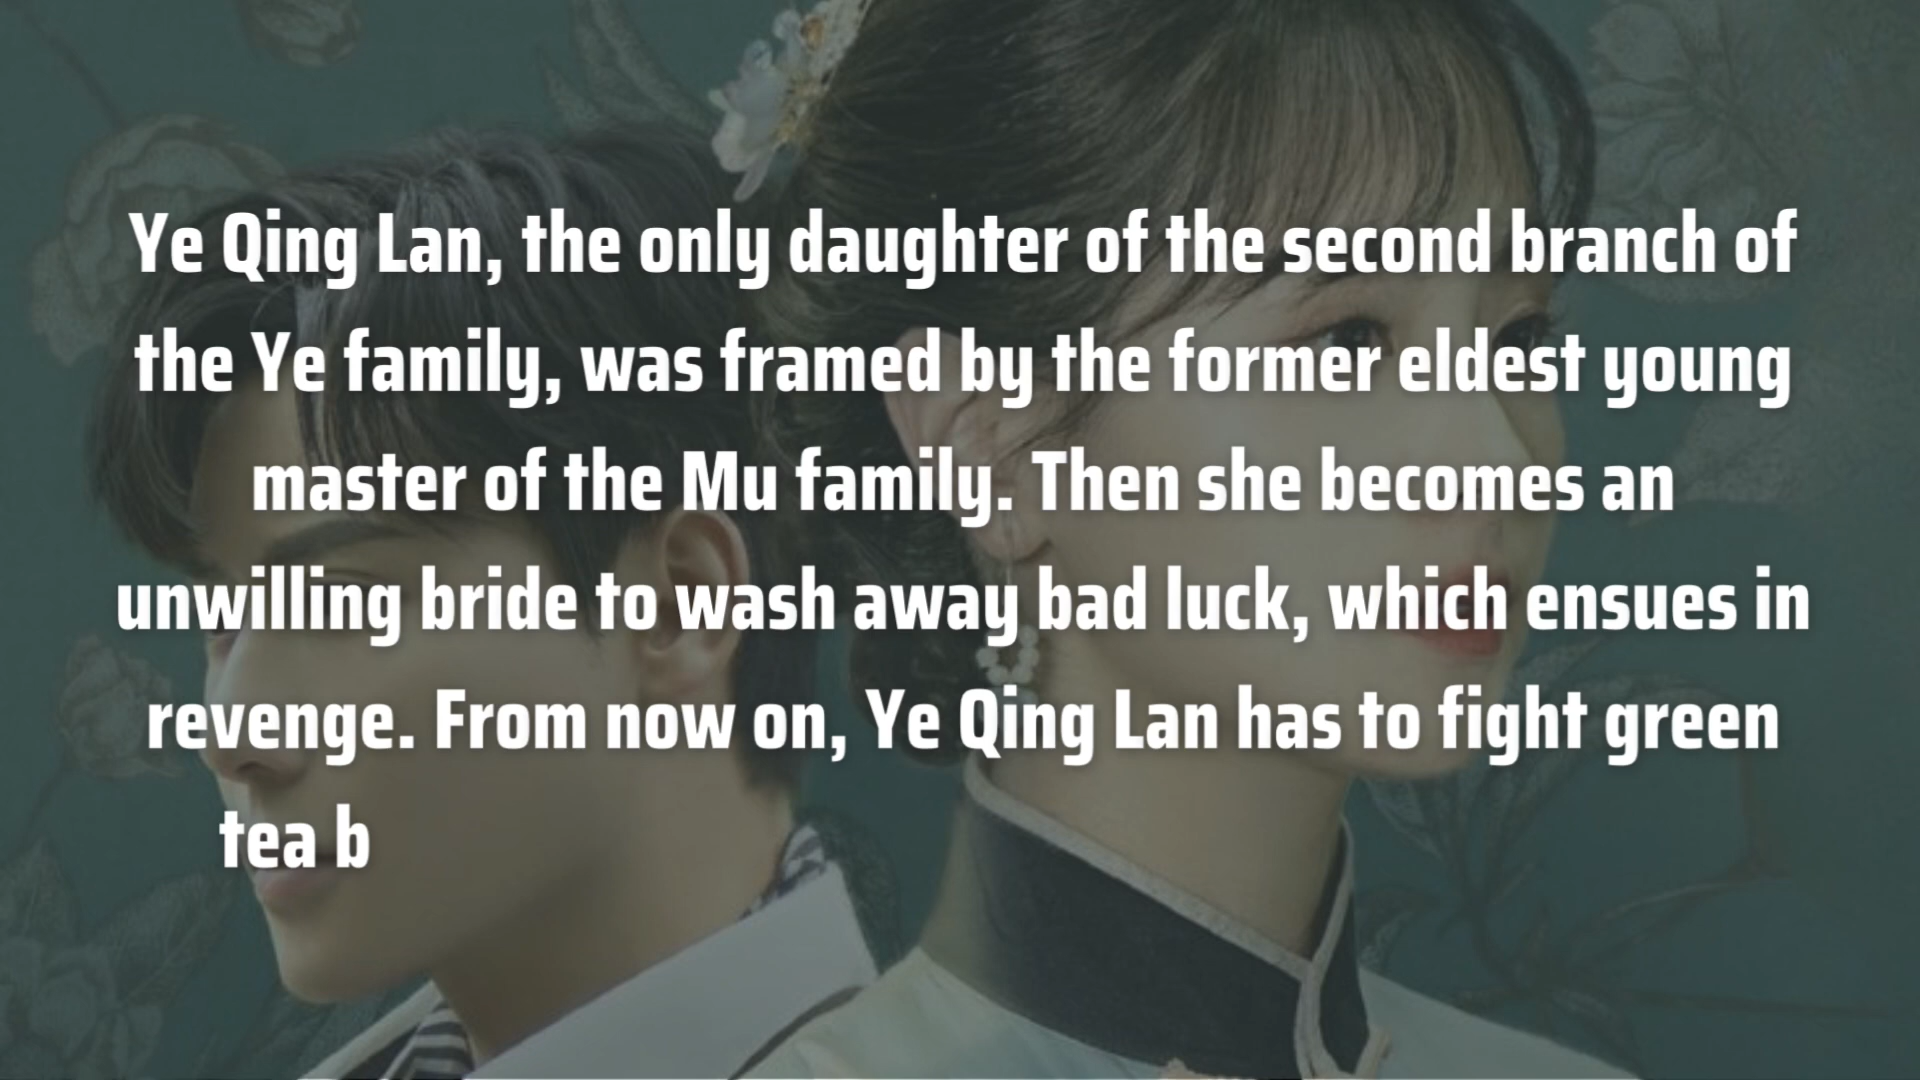 Ye Qing Lan, the only daughter of the second branch of
the Ye family, was framed by the former eldest young
master of the Mu family. Then she becomes an
unwilling bride to wash away bad luck, which ensues in
revenge. From now on, Ye Qing Lan has to fight green
tea b